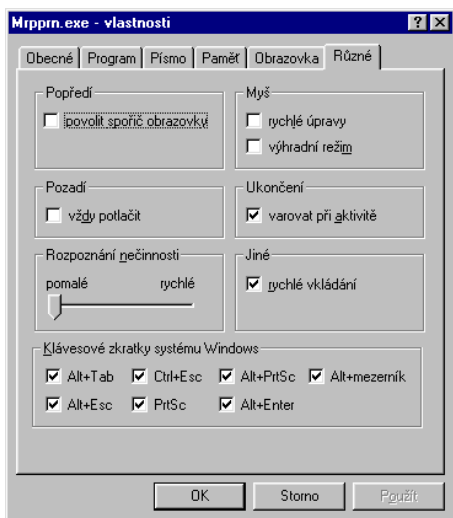 Mrpprn.exe - vlastnosti
Obecné Program Písmo Paměť Obrazovka Různé
Popředí
povolit spořič obrazovky
Myš
rychlé úpravy
výhradní režim
Pozadí
vždy potlačit
Ukončení
varovat při aktivitě
Rozpoznání nečinnosti
pomalé rychlé
Jiné
rychlé vkládání
Klávesové zkratky systému Windows
Alt+Tab Ctrl+Esc Alt+PrtSc Alt+mezerník
Alt+Esc PrtSc Alt+Enter
OK Storno Použít